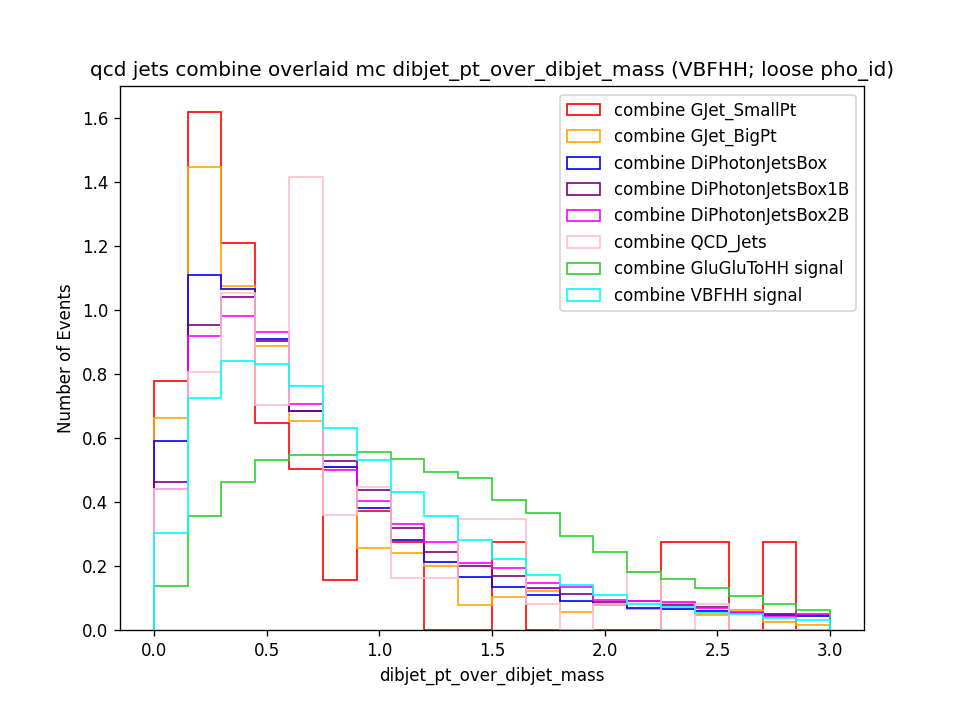 qcd jets combine overlaid mc dibjet_pt_over_dibjet_mass (VBFHH; loose pho_id)
combine GJet_SmallPt
combine GJet_BigPt
combine DiPhotonJetsBox
combine DiPhotonJetsBox1B
combine DiPhotonJetsBox2B
combine QCD_Jets
combine GluGluToHH signal
combine VBFHH signal
Number of Events
1.6
1.4
1.2
1.0
0.8
0.6
0.4
0.2
0.0
0.0 0.5 1.0 1.5 2.0 2.5 3.0
dibjet_pt_over_dibjet_mass